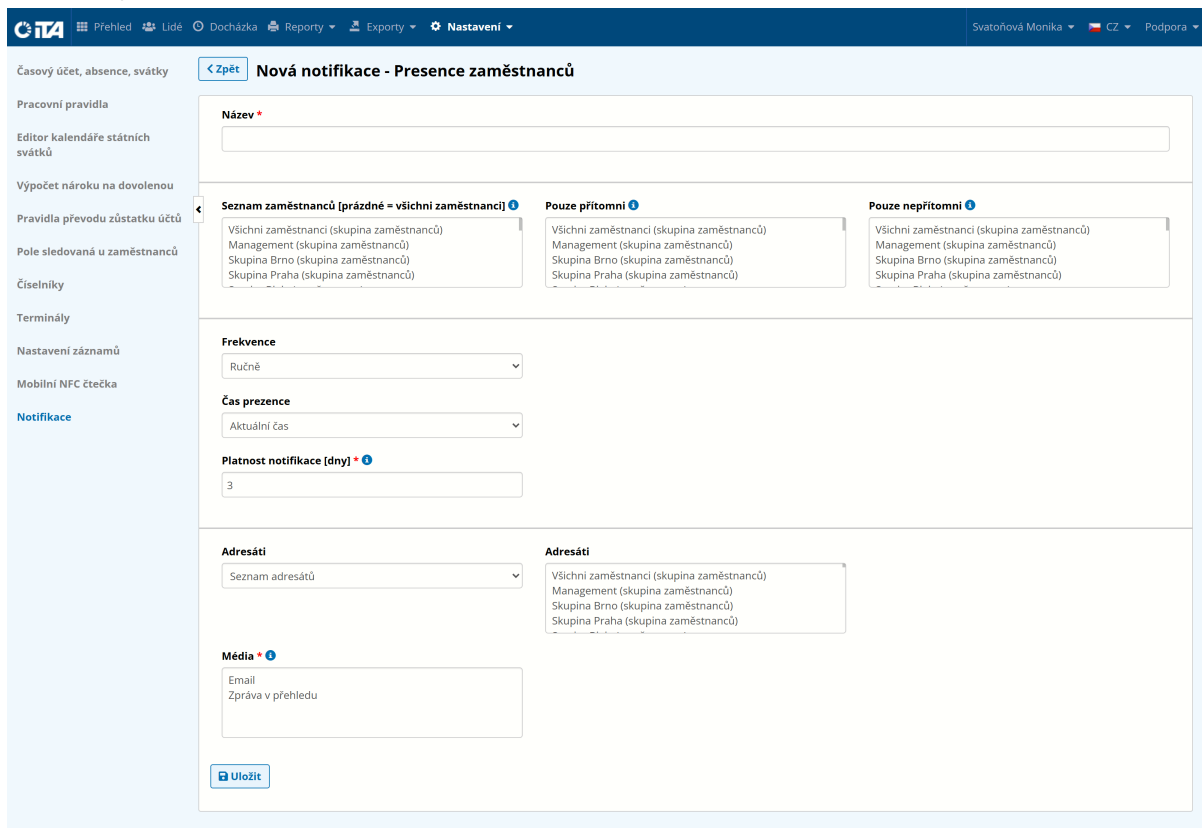 iTA Přehled Lidé Docházka Reporty Exporty Nastavení Svatoňová Monika CZ Podpora
Časový účet, absence, svátky
Pracovní pravidla
Editor kalendáře státních
svátků
Výpočet nároku na dovolenou
Pravidla převodu zůstatku účtů
Pole sledovaná u zaměstnanců
Číselníky
Terminály
Nastavení záznamů
Mobilní NFC čtečka
Notifikace
Zpět Nová notifikace - Presence zaměstnanců
Název *
Seznam zaměstnanců [prázdné = všichni zaměstnanci]
Všichni zaměstnanci (skupina zaměstnanců)
Management (skupina zaměstnanců)
Skupina Brno (skupina zaměstnanců)
Skupina Praha (skupina zaměstnanců)
Pouze přítomni
Všichni zaměstnanci (skupina zaměstnanců)
Management (skupina zaměstnanců)
Skupina Brno (skupina zaměstnanců)
Skupina Praha (skupina zaměstnanců)
Pouze nepřítomni
Všichni zaměstnanci (skupina zaměstnanců)
Management (skupina zaměstnanců)
Skupina Brno (skupina zaměstnanců)
Skupina Praha (skupina zaměstnanců)
Frekvence
Ručně
Čas prezence
Aktuální čas
Platnost notifikace [dny] *
3
Adresáti
Seznam adresátů
Adresáti
Všichni zaměstnanci (skupina zaměstnanců)
Management (skupina zaměstnanců)
Skupina Brno (skupina zaměstnanců)
Skupina Praha (skupina zaměstnanců)
Média *
Email
Zpráva v přehledu
Uložit